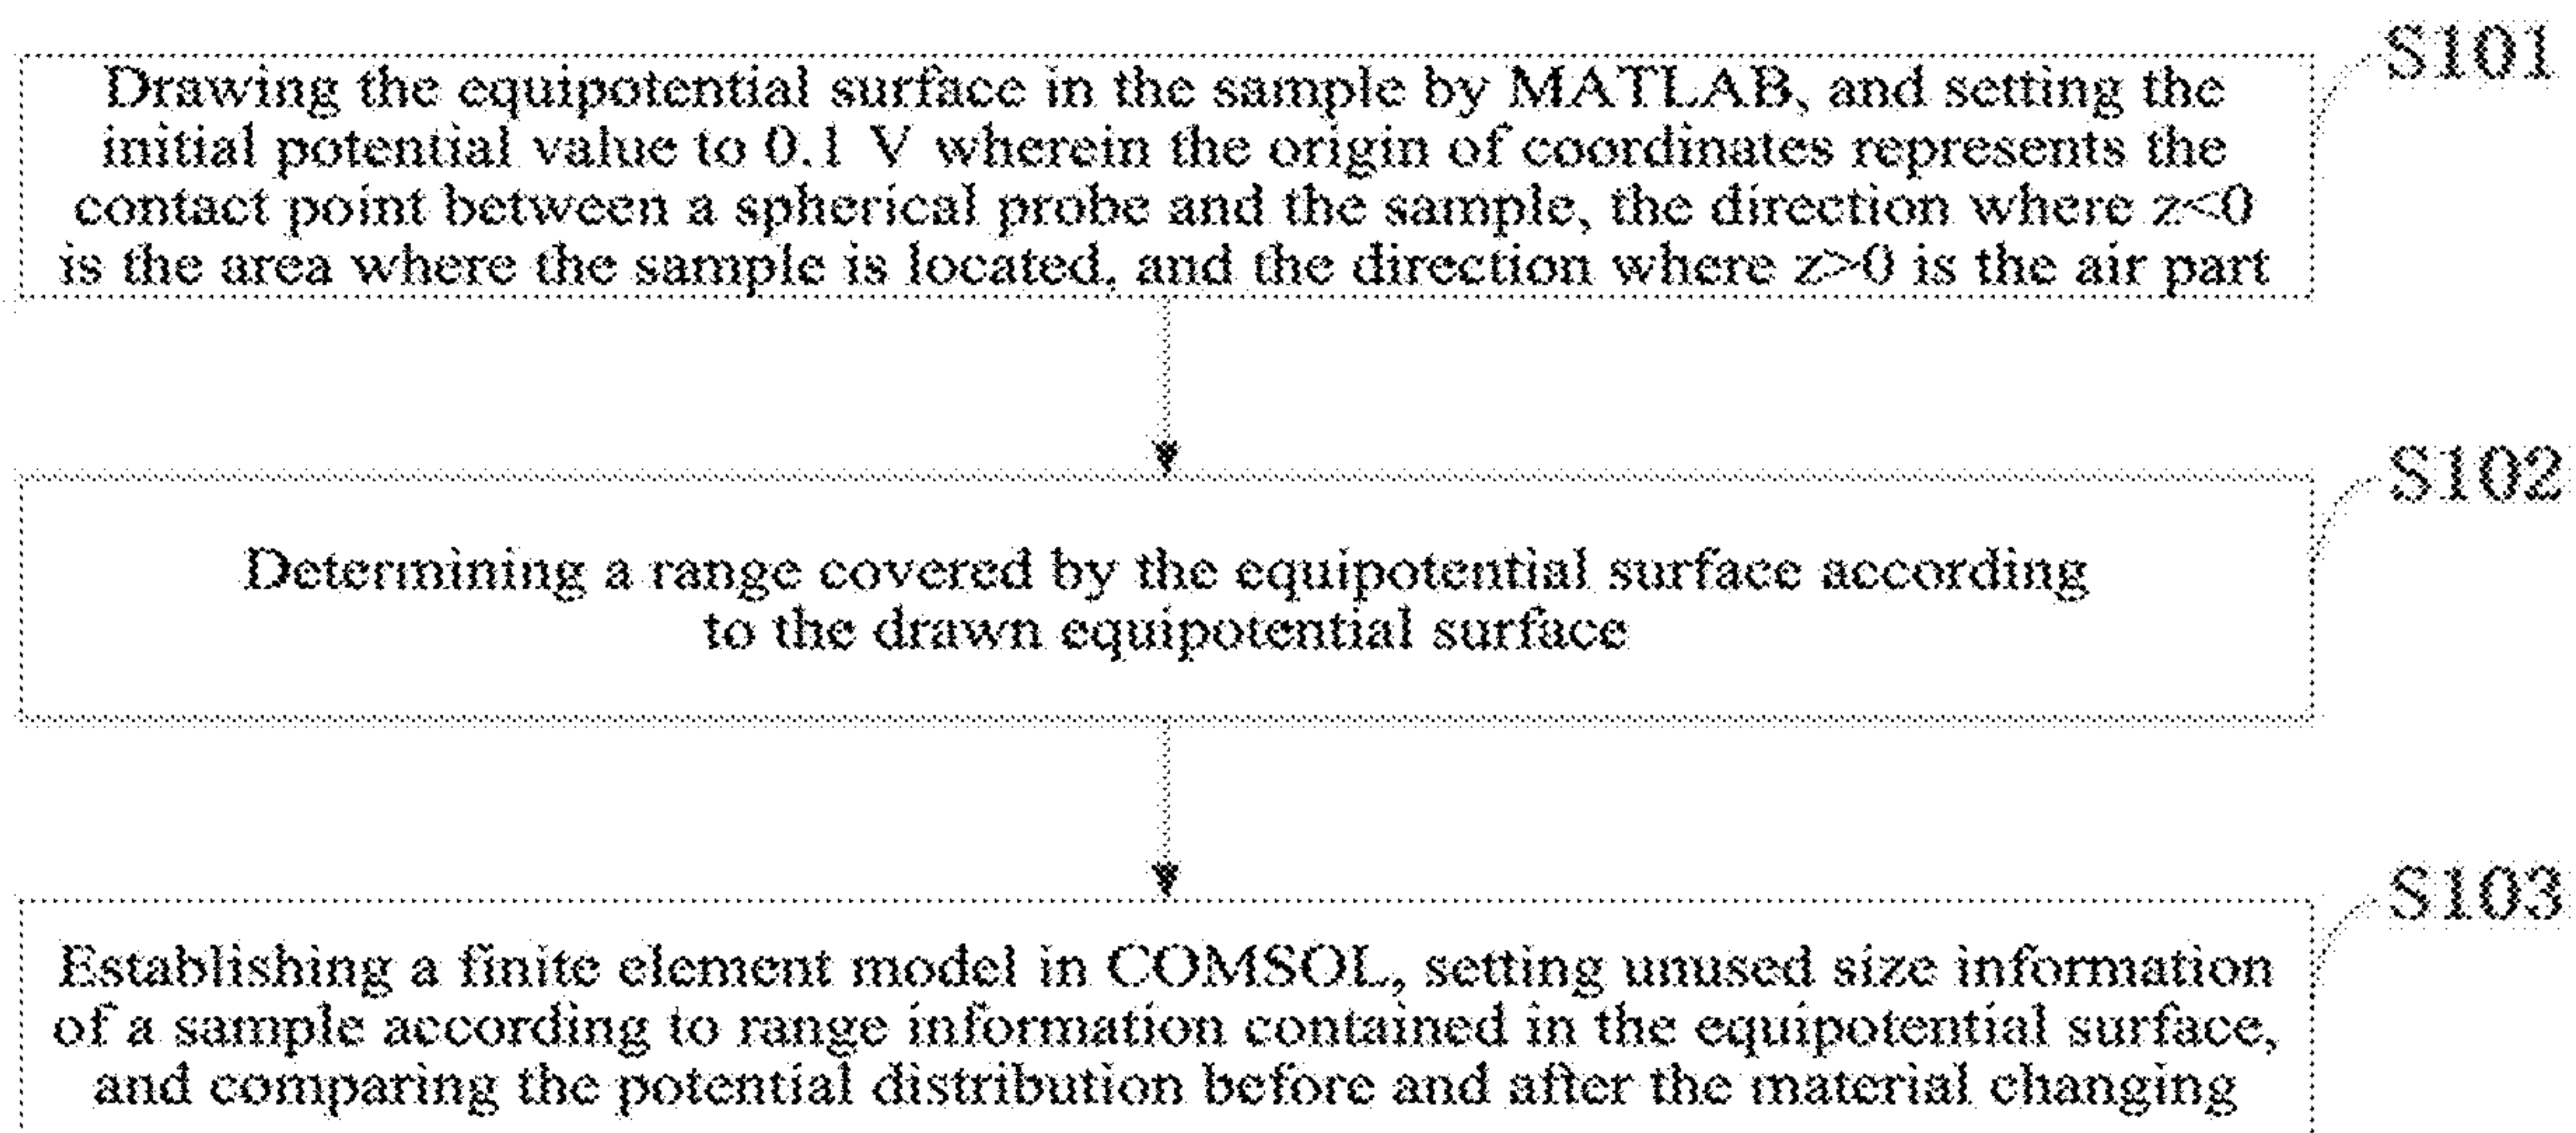 S101
Drawing the equipotential surface in the sample by MATLAB, and setting the
initial potential value to 0.1 V wherein the origin of coordinates represents the
contact point between a spherical probe and the sample, the direction where z<0
is the area where the sample is located, and the direction where z>0 is the air part
S102
Determining a range covered by the equipotential surface according
to the drawn equipotential surface
S103
Establishing a finite element model in COMSOL, setting unused size information
of a sample according to range information contained in the equipotential surface,
and comparing the potential distribution before and after the material changing